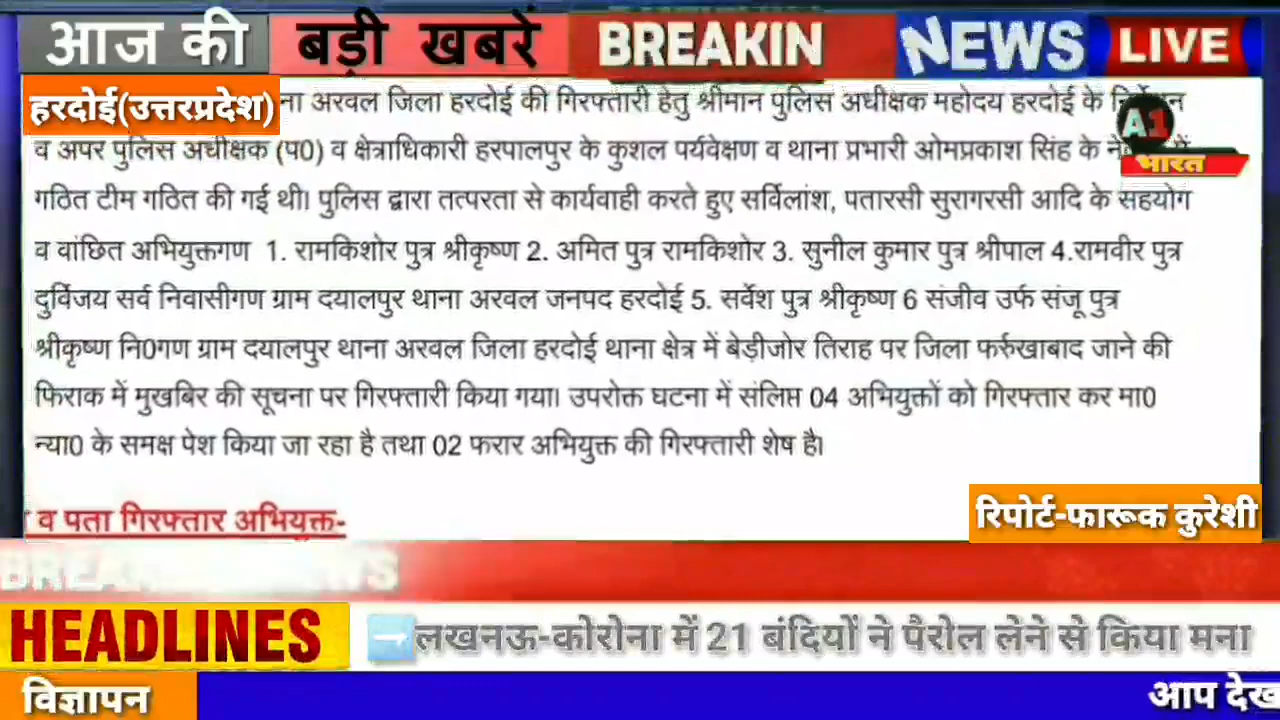 आज की बड़ी खबरें BREAKIN NEWS LIVE
हरदोई(उत्तरप्रदेश)
ना अरवल जिला हरदोई की गिरफ्तारी हेतु श्रीमान पुलिस अधीक्षक महोदय हरदोई के
A1
भारत
व अपर पुलिस अधीक्षक (प0) व क्षेत्राधिकारी हरपालपुर के कुशल पर्यवेक्षण व थाना प्रभारी ओमप्रकाश सिंह के
गठित टीम गठित की गई थी। पुलिस द्वारा तत्परता से कार्यवाही करते हुए सर्विलांश, पतारसी सुरागरसी आदि के सहयोग
व वांछित अभियुक्तगण 1. रामकिशोर पुत्र श्रीकृष्ण 2. अमित पुत्र रामकिशोर 3. सुनील कुमार पुत्र श्रीपाल 4.रामवीर पुत्र
दुर्विजय सर्व निवासीगण ग्राम दयालपुर थाना अरवल जनपद हरदोई 5. सर्वेश पुत्र श्रीकृष्ण 6 संजीव उर्फ संजू पुत्र
श्रीकृष्ण नि0गण ग्राम दयालपुर थाना अरवल जिला हरदोई थाना क्षेत्र में बेड़ीजोर तिराह पर जिला फर्रुखाबाद जाने की
फिराक में मुखबिर की सूचना पर गिरफ्तारी किया गया। उपरोक्त घटना में संलिप्त 04 अभियुक्तों को गिरफ्तार कर मा0
न्या0 के समक्ष पेश किया जा रहा है तथा 02 फरार अभियुक्त की गिरफ्तारी शेष है।
व पता गिरफ्तार अभियुक्त-
रिपोर्ट-फारूक कुरेशी
HEADLINES ➡️लखनऊ-कोरोना में 21 बंदियों ने पैरोल लेने से किया मना
विज्ञापन आप देख